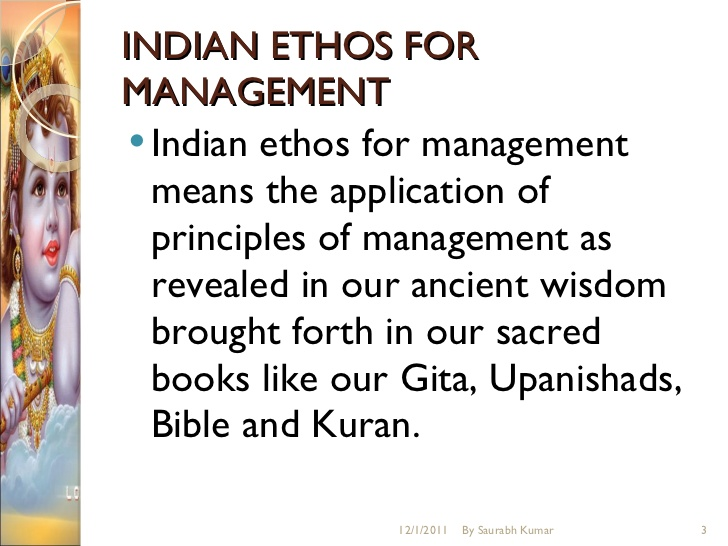 INDIAN ETHOS FOR
MANAGEMENT
• Indian ethos for management
means the application of
principles of management as
revealed in our ancient wisdom
brought forth in our sacred
books like our Gita, Upanishads,
Bible and Kuran.
12/1/2011 By Saurabh Kumar 3